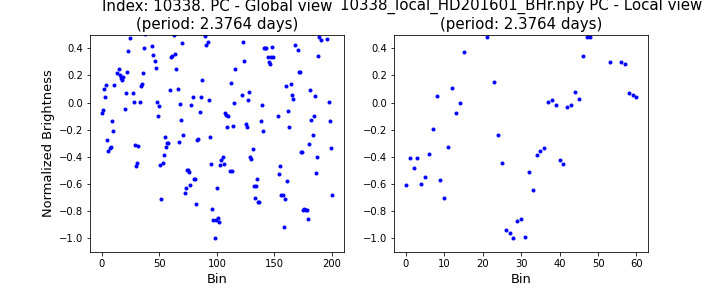 Index: 10338. PC - Global view
(period: 2.3764 days)
10338_local_HD201601_BHr.npy PC - Local view
(period: 2.3764 days)
Normalized Brightness
0.4
0.2
0.0
−0.2
−0.4
−0.6
−0.8
−1.0
0 50 100 150 200
Bin
0.4
0.2
0.0
−0.2
−0.4
−0.6
−0.8
−1.0
0 10 20 30 40 50 60
Bin